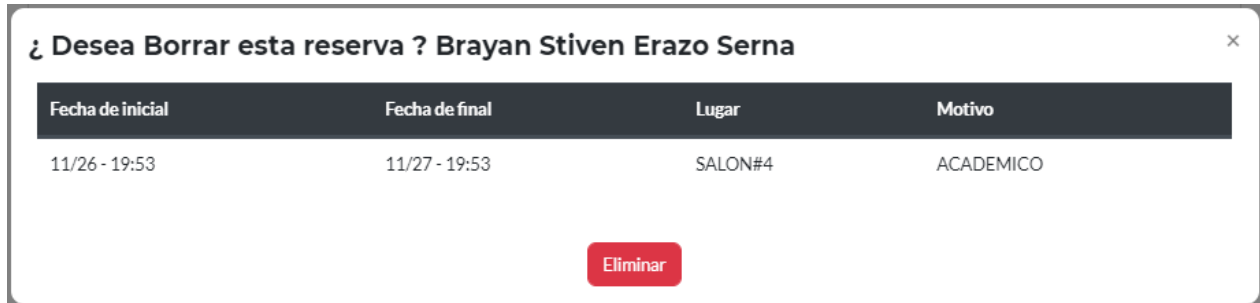 ¿ Desea Borrar esta reserva ? Brayan Stiven Erazo Serna ×
Fecha de inicial Fecha de final Lugar Motivo
11/26 - 19:53 11/27 - 19:53 SALON#4 ACADEMICO
Eliminar